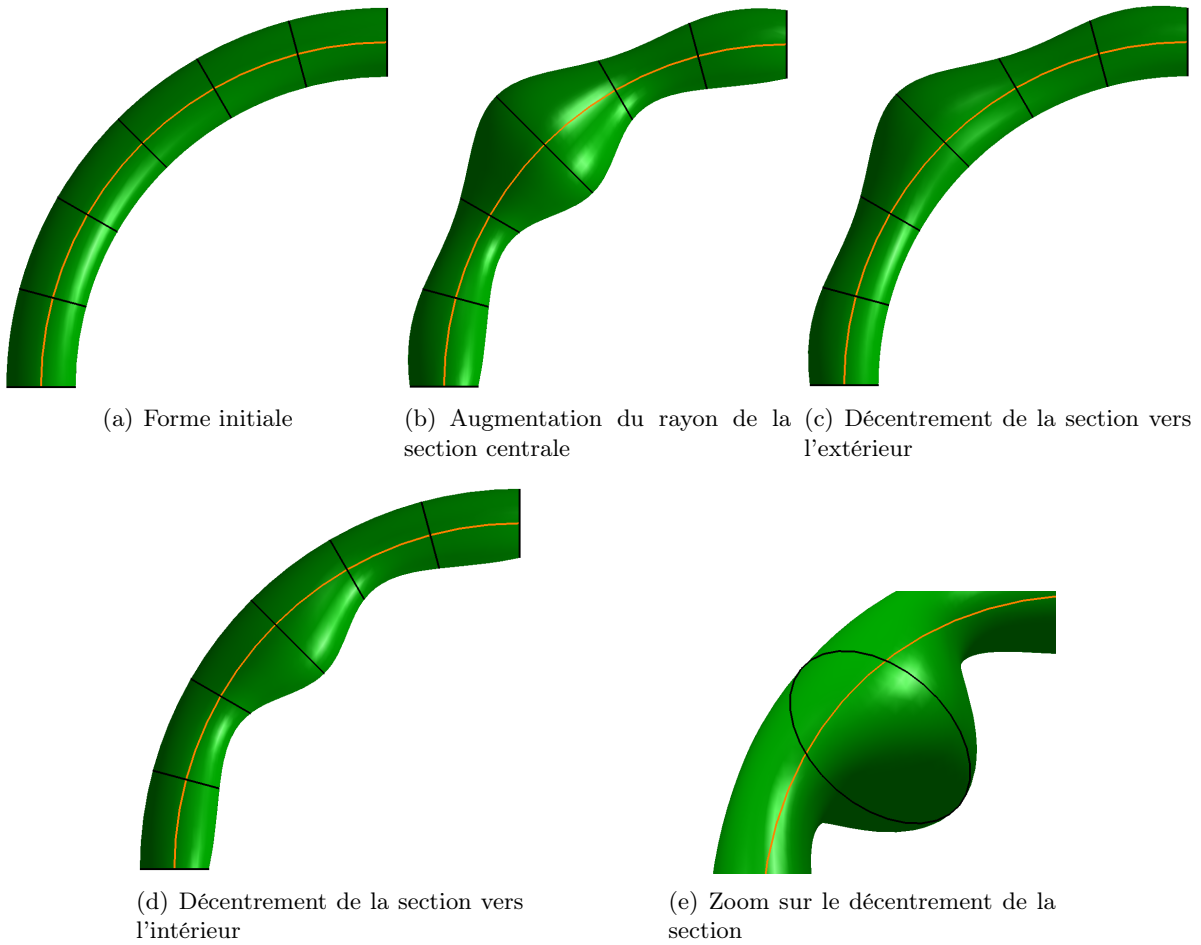 (a) Forme initiale
(b) Augmentation du rayon de la
section centrale
(c) Décentrement de la section vers
l'extérieur
(d) Décentrement de la section vers
l'intérieur
(e) Zoom sur le décentrement de la
section